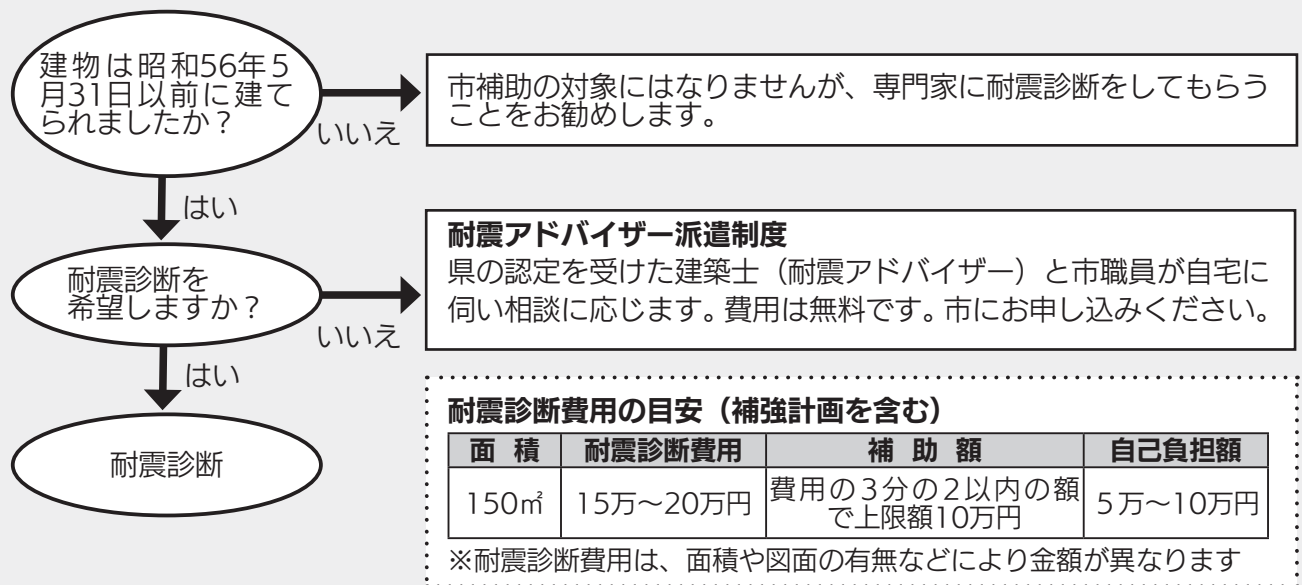 建物は昭和56年5
月31日以前に建て
られましたか？
いいえ
市補助の対象にはなりませんが、専門家に耐震診断をしてもらう
ことをお勧めします。
はい
耐震診断を
希望しますか？
いいえ
耐震アドバイザー派遣制度
県の認定を受けた建築士（耐震アドバイザー）と市職員が自宅に
伺い相談に応じます。費用は無料です。市にお申し込みください。
はい
耐震診断
耐震診断費用の目安（補強計画を含む）
面積 耐震診断費用 補助額 自己負担額
150㎡ 15万～20万円 費用の3分の2以内の額
で上限額10万円 5万～10万円
※耐震診断費用は、面積や図面の有無などにより金額が異なります